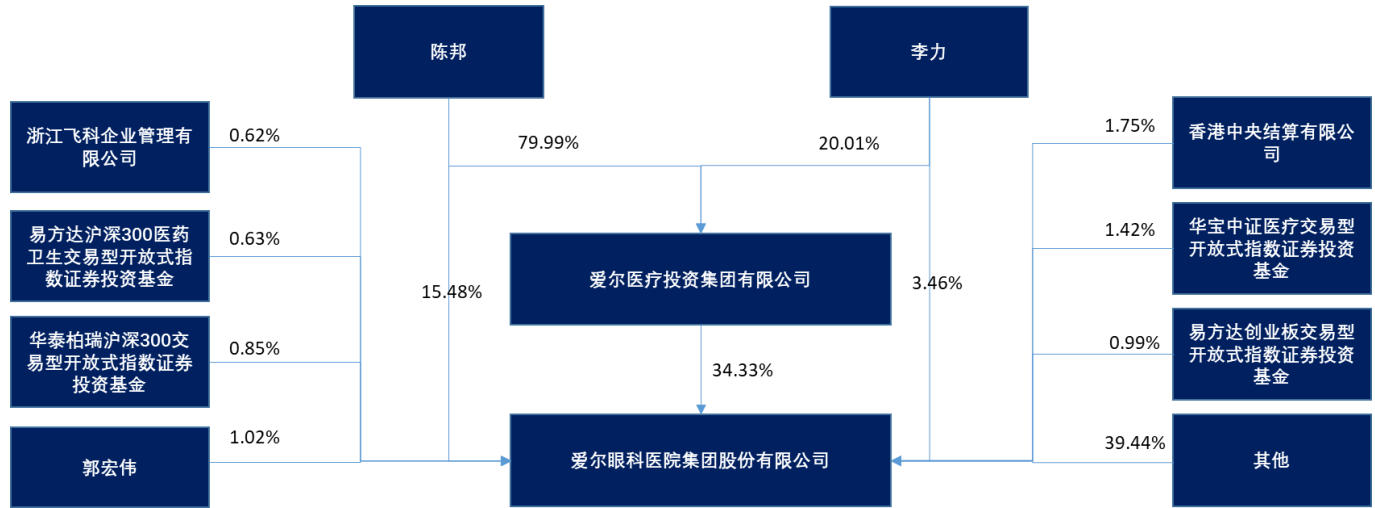 陈邦
李力
浙江飞科企业管理有
限公司
0.62%
79.99%
20.01%
1.75%
香港中央结算有限公
司
易方达沪深300医药
卫生交易型开放式指
数证券投资基金
0.63%
1.42%
华宝中证医疗交易型
开放式指数证券投资
基金
爱尔医疗投资集团有限公司
15.48%
3.46%
华泰柏瑞沪深300交
易型开放式指数证券
投资基金
0.85%
34.33%
0.99%
易方达创业板交易型
开放式指数证券投资
基金
郭宏伟
1.02%
爱尔眼科医院集团股份有限公司
39.44%
其他